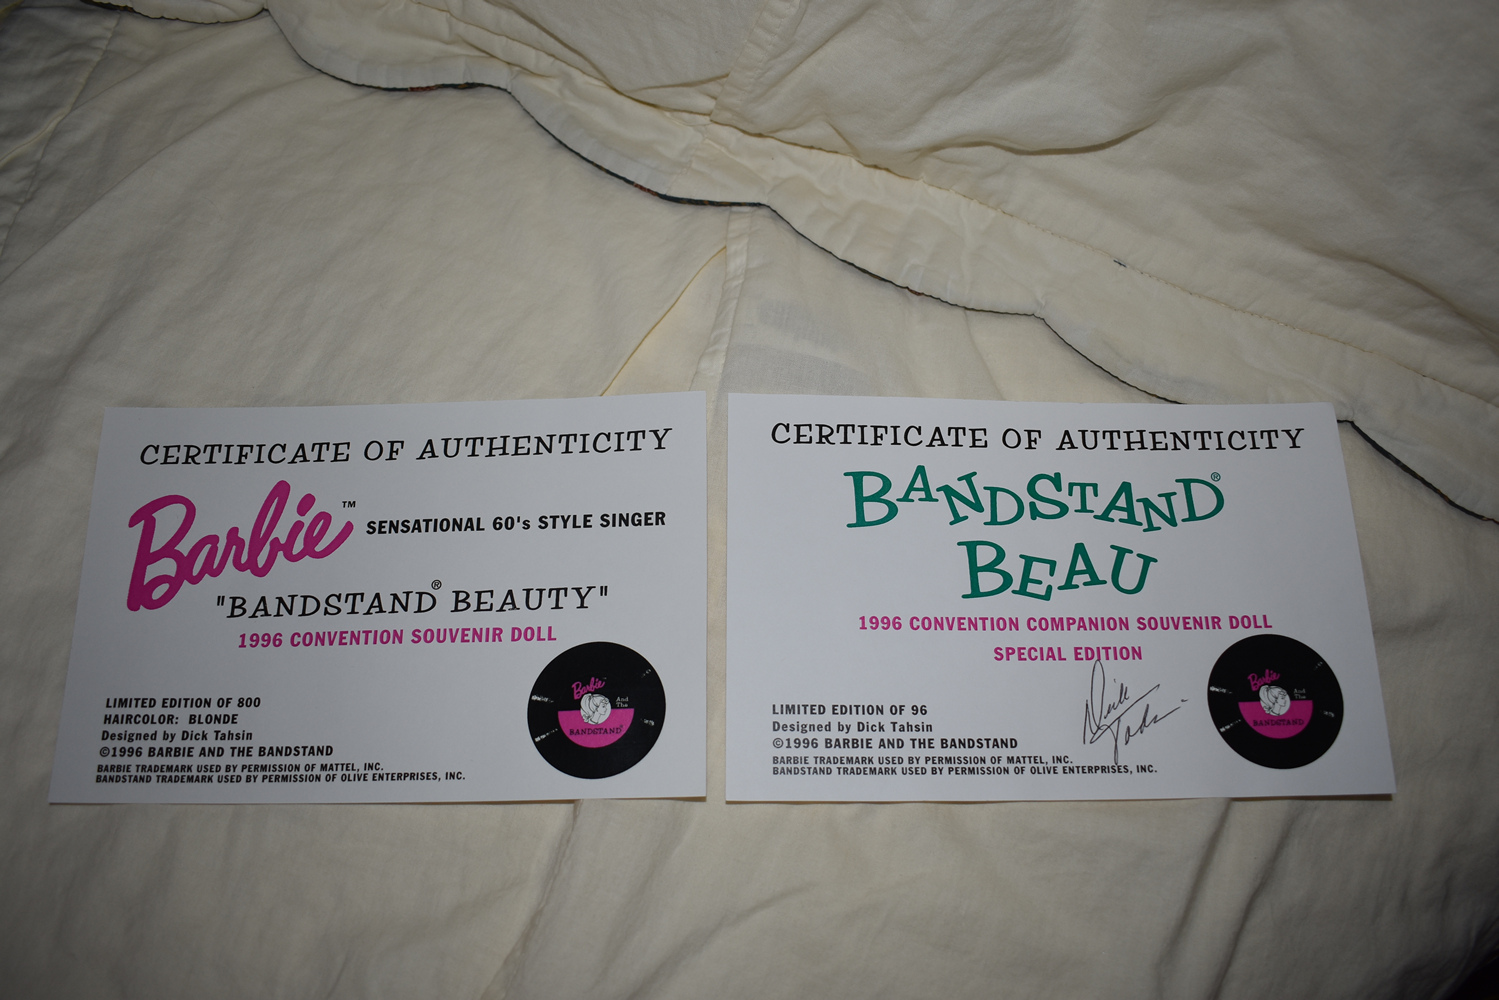 CERTIFICATE OF AUTHENTICITY
Barbie™ SENSATIONAL 60's STYLE SINGER
"BANDSTAND® BEAUTY"
1996 CONVENTION SOUVENIR DOLL
LIMITED EDITION OF 800
HAIRCOLOR: BLONDE
Designed by Dick Tahsin
©1996 BARBIE AND THE BANDSTAND
BARBIE TRADEMARK USED BY PERMISSION OF MATTEL, INC.
BANDSTAND TRADEMARK USED BY PERMISSION OF OLIVE ENTERPRISES, INC.
Barbie
And
The
BANDSTAND®
CERTIFICATE OF AUTHENTICITY
BANDSTAND®
BEAU
1996 CONVENTION COMPANION SOUVENIR DOLL
SPECIAL EDITION
LIMITED EDITION OF 96
Designed by Dick Tahsin
©1996 BARBIE AND THE BANDSTAND
BARBIE TRADEMARK USED BY PERMISSION OF MATTEL, INC.
BANDSTAND TRADEMARK USED BY PERMISSION OF OLIVE ENTERPRISES, INC.
Barbie
And
The
BANDSTAND